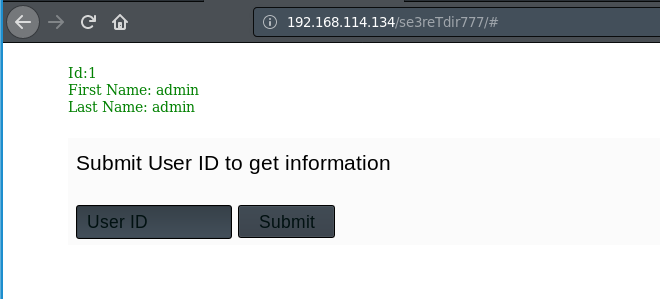 192.168.114.134/se3reTdir777/#
Id:1
First Name: admin
Last Name: admin
Submit User ID to get information
User ID
Submit